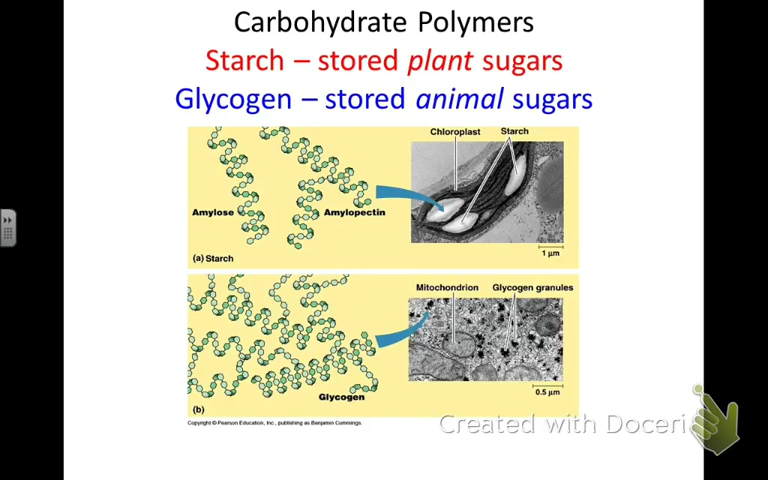 Carbohydrate Polymers
Starch – stored plant sugars
Glycogen – stored animal sugars
Chloroplast Starch
Amylose Amylopectin
1 µm
(a) Starch
Mitochondrion Glycogen granules
Glycogen
0.5 µm
(b)
Copyright © Pearson Education, Inc., publishing as Benjamin Cummings.
Created with Doceri